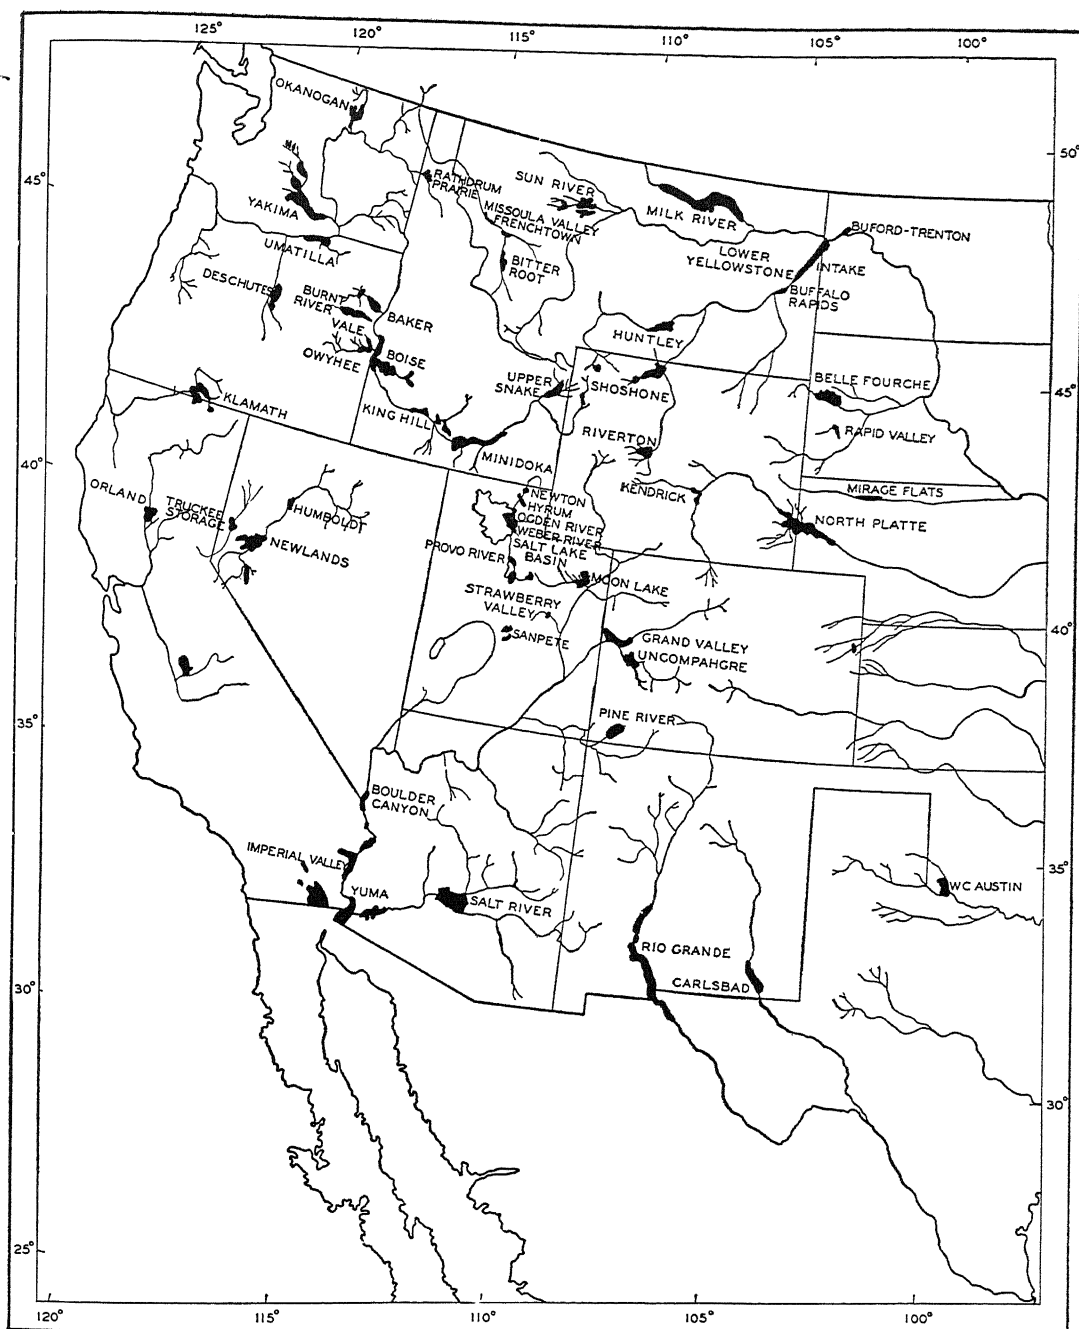 125° 120° 115° 110° 105° 100°
50°
OKANOGAN
45°
RATHDRUM
PRAIRIE
SUN RIVER
YAKIMA
MISSOULA VALLEY
FRENCHTOWN
MILK RIVER
BUFORD-TRENTON
UMATILLA
LOWER
YELLOWSTONE
INTAKE
BITTER
ROOT
DESCHUTES
BURNT
RIVER
BUFFALO
RAPIDS
BAKER
VALE
HUNTLEY
OWYHEE
BOISE
UPPER
SNAKE
SHOSHONE
BELLE FOURCHE
45°
KLAMATH
KING HILL
RIVERTON
RAPID VALLEY
40°
MINIDOKA
ORLAND
TRUCKEE
STORAGE
HUMBOLDT
KENDRICK
MIRAGE FLATS
NEWTON
HYRUM
OGDEN RIVER
WEBER RIVER
SALT LAKE
BASIN
NORTH PLATTE
NEWLANDS
PROVO RIVER
MOON LAKE
STRAWBERRY
VALLEY
SANPETE
GRAND VALLEY
UNCOMPAHGRE
40°
35°
PINE RIVER
BOULDER
CANYON
IMPERIAL VALLEY
YUMA
SALT RIVER
35°
WC AUSTIN
RIO GRANDE
CARLSBAD
30°
30°
25°
120° 115° 110° 105° 100°